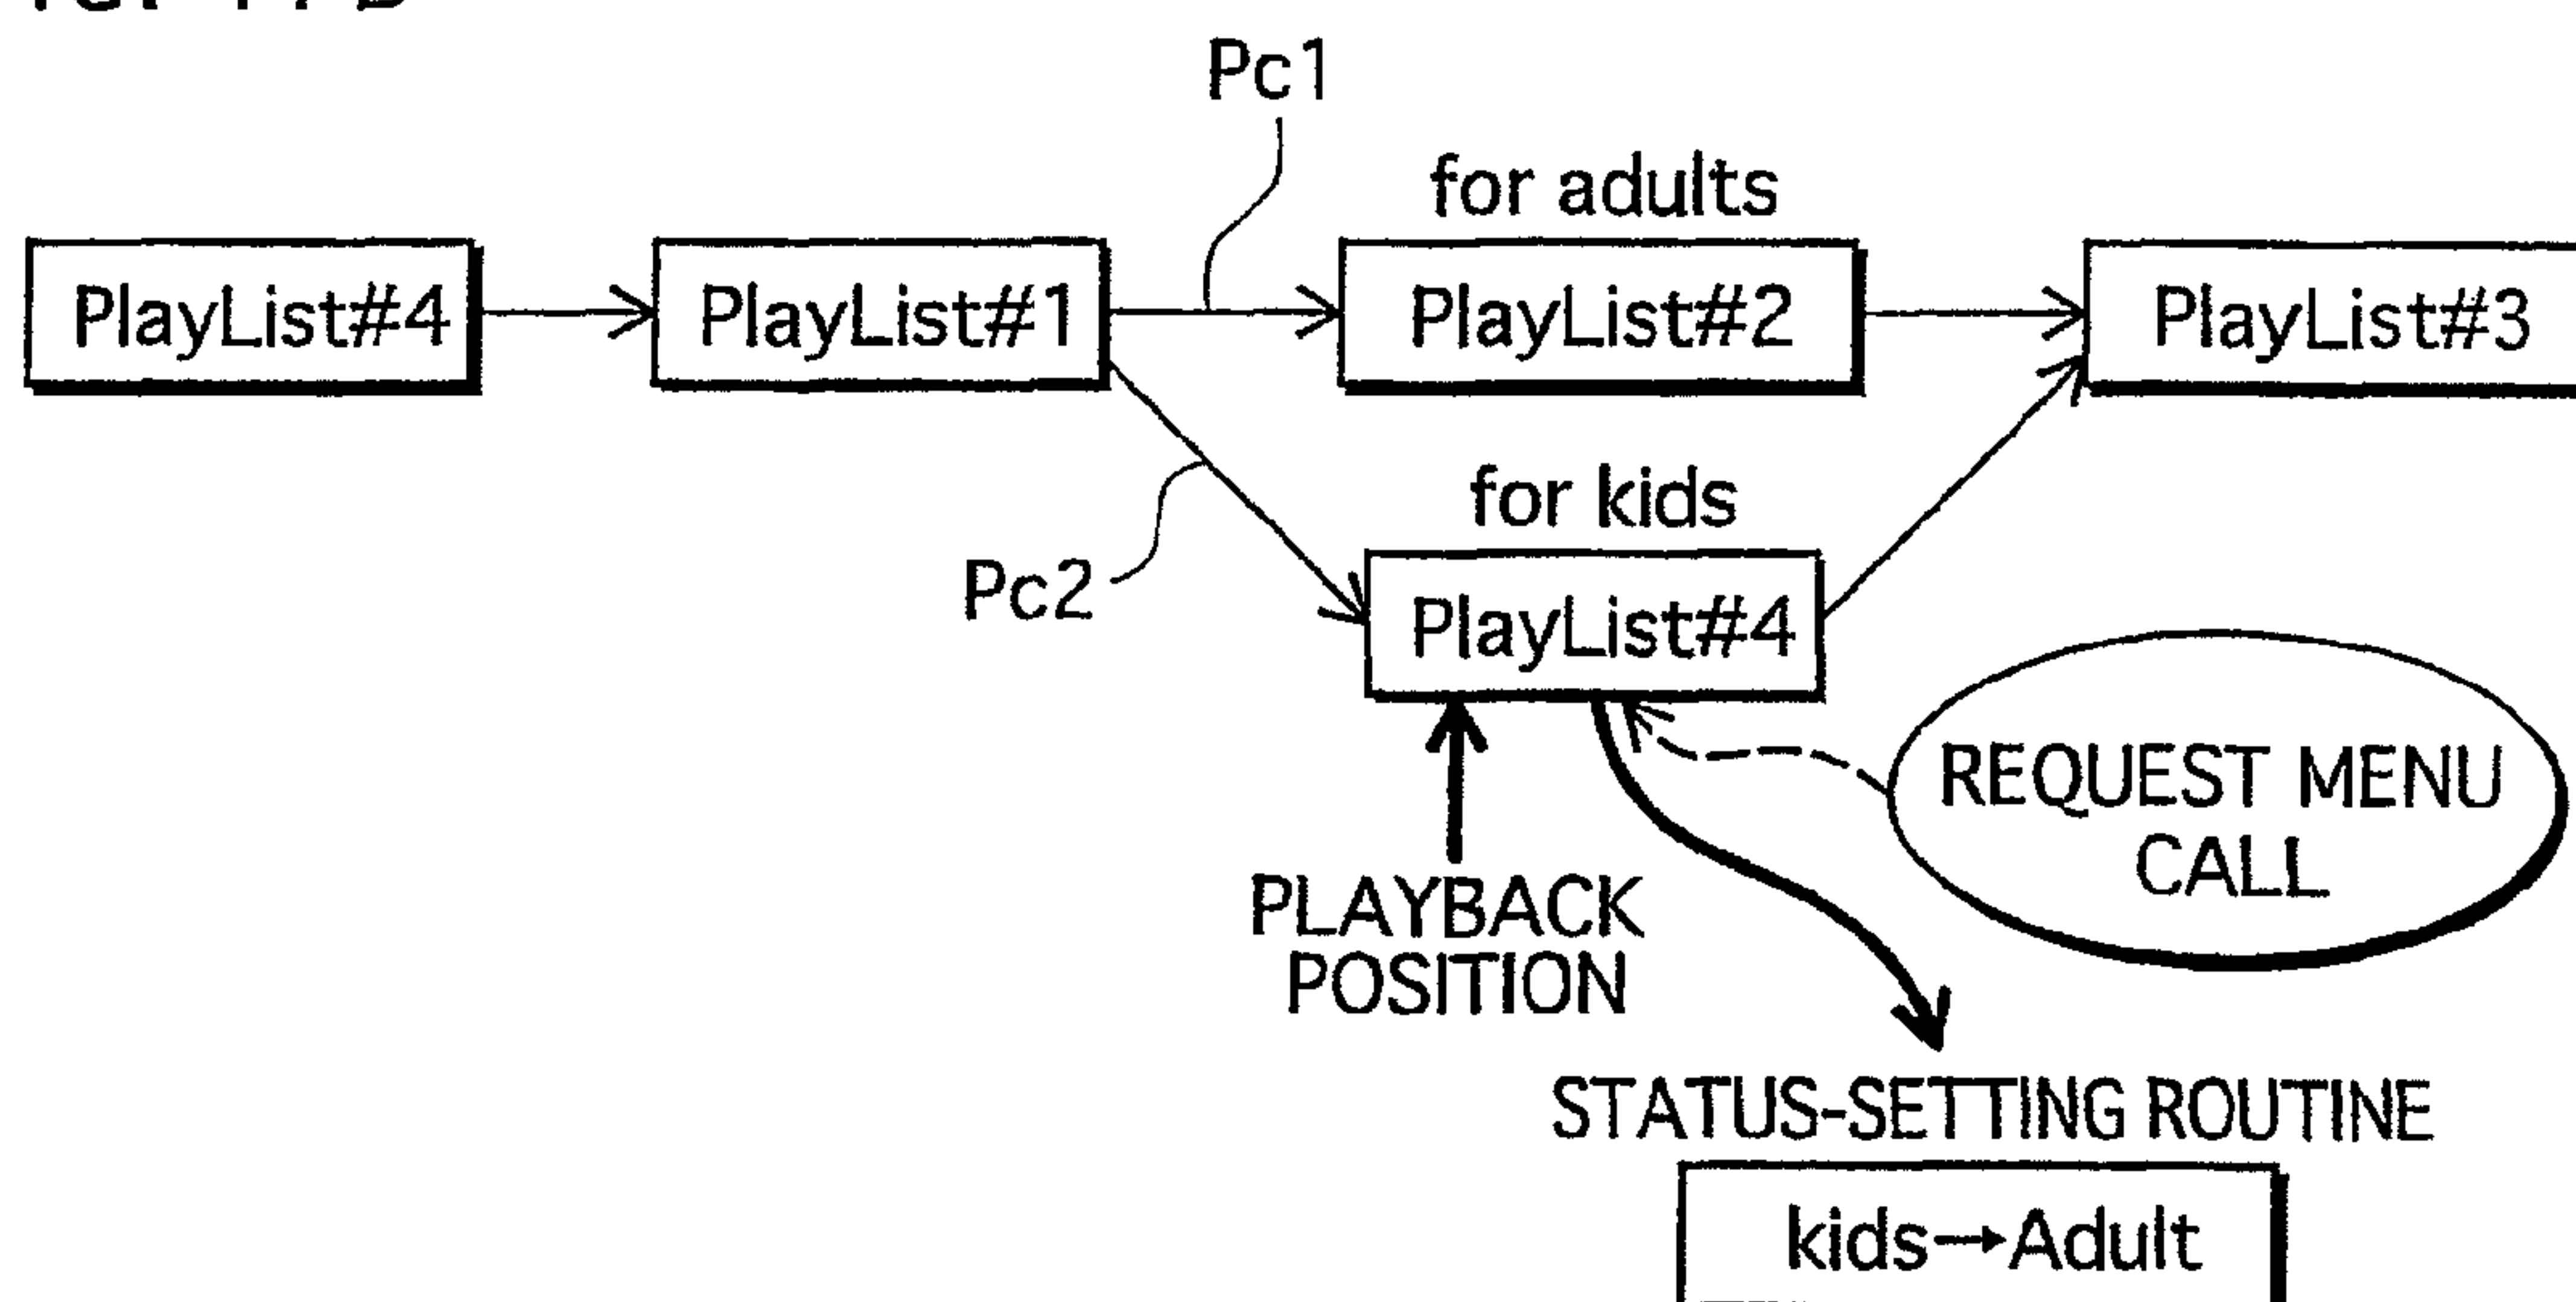 Pc1
for adults
PlayList#4
PlayList#1
PlayList#2
PlayList#3
for kids
Pc2
PlayList#4
REQUEST MENU
CALL
PLAYBACK
POSITION
STATUS-SETTING ROUTINE
kids→Adult